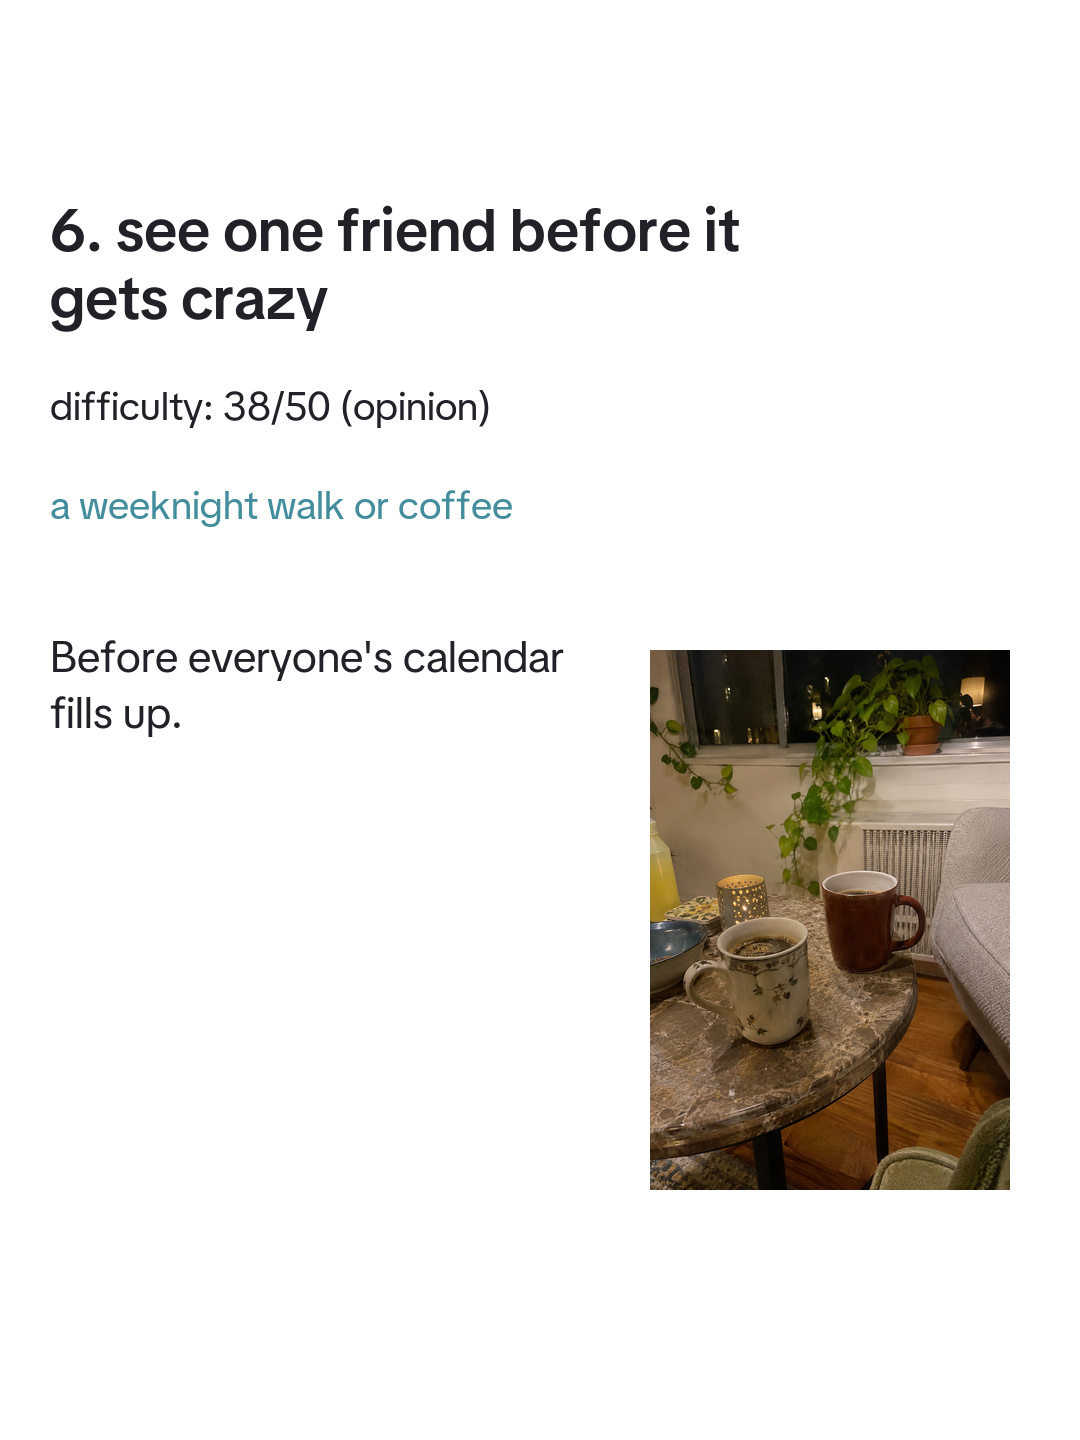 6. see one friend before it
gets crazy
difficulty: 38/50 (opinion)
a weeknight walk or coffee
Before everyone's calendar
fills up.